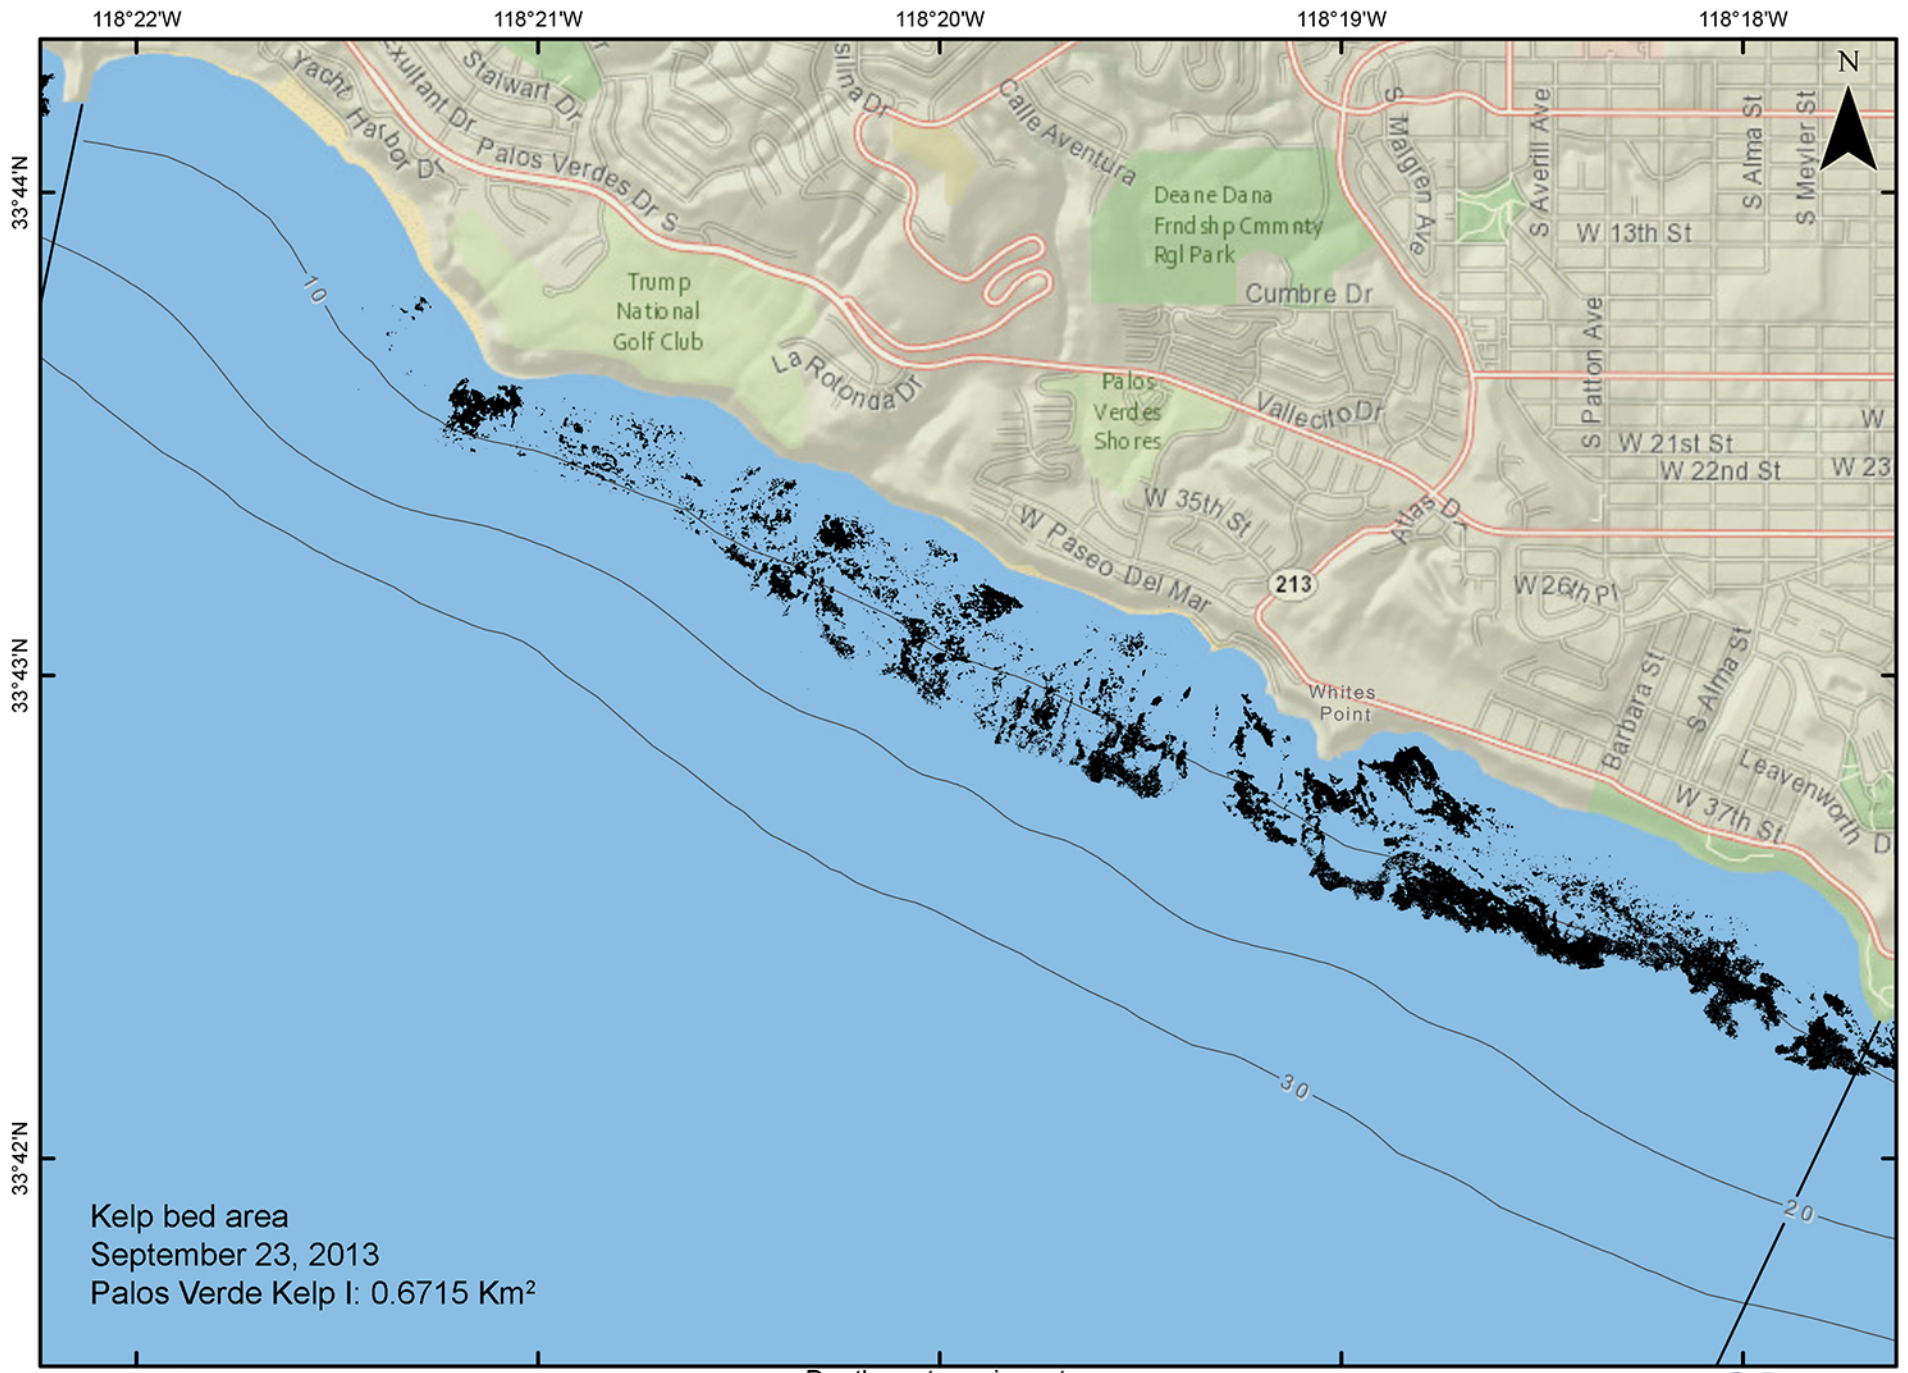 118°22'W
118°21'W
118°20'W
118°19'W
118°18'W
N
33°44'N
33°43'N
33°42'N
Yacht Harbor Dr
Exultant Dr
Stalwart Dr
Palos Verdes Dr S
Calle Aventura
S Malgren Ave
S Averill Ave
S Alma St
S Meyler St
Deane Dana
Frndshp Cmmnty
Rgl Park
W 13th St
Cumbre Dr
Trump
National
Golf Club
La Rotonda Dr
S Patton Ave
Palos
Verdes
Shores
Vallecito Dr
W
W 21st St
W 22nd St
W 23
W 35th St
Atlas Dr
W Paseo Del Mar
213
W 26th Pl
Whites
Point
Barbara St
S Alma St
Leavenworth D
W 37th St
10
30
20
Kelp bed area
September 23, 2013
Palos Verde Kelp I: 0.6715 Km²